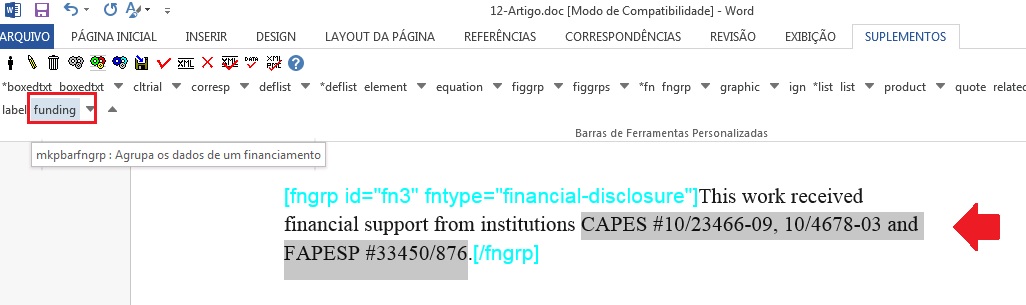 12-Artigo.doc [Modo de Compatibilidade] - Word
ARQUIVO PÁGINA INICIAL INSERIR DESIGN LAYOUT DA PÁGINA REFERÊNCIAS CORRESPONDÊNCIAS REVISÃO EXIBIÇÃO SUPLEMENTOS
XML XML DATA XML PMC ?
*boxedtxt boxedtxt cltrial corresp deflist *deflist element equation figgrp figgrps *fn fngrp graphic ign *list list product quote related
label funding
Barras de Ferramentas Personalizadas
mkpbarfngrp : Agrupa os dados de um financiamento
[fngrp id="fn3" fntype="financial-disclosure"]This work received
financial support from institutions CAPES #10/23466-09, 10/4678-03 and
FAPESP #33450/876.[/fngrp]